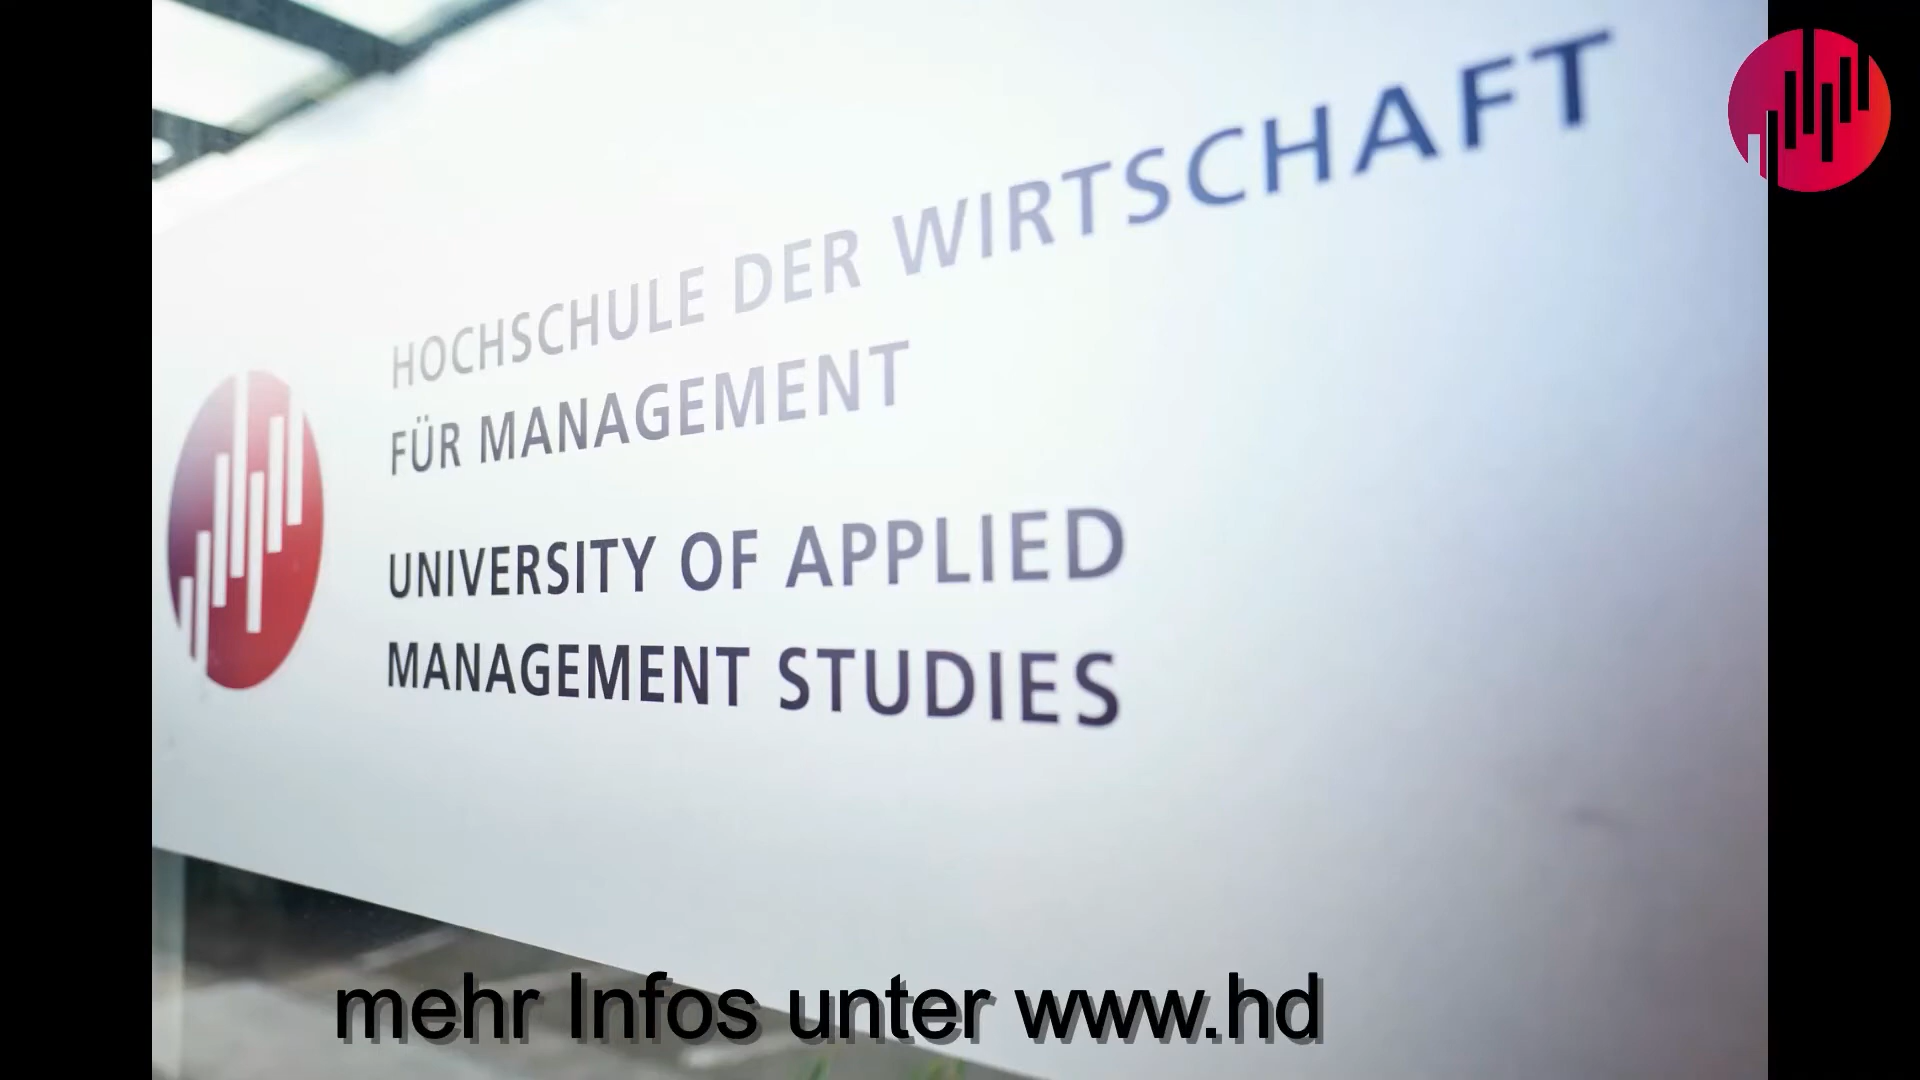 HOCHSCHULE DER WIRTSCHAFT
FÜR MANAGEMENT
UNIVERSITY OF APPLIED
MANAGEMENT STUDIES
mehr Infos unter www.hd